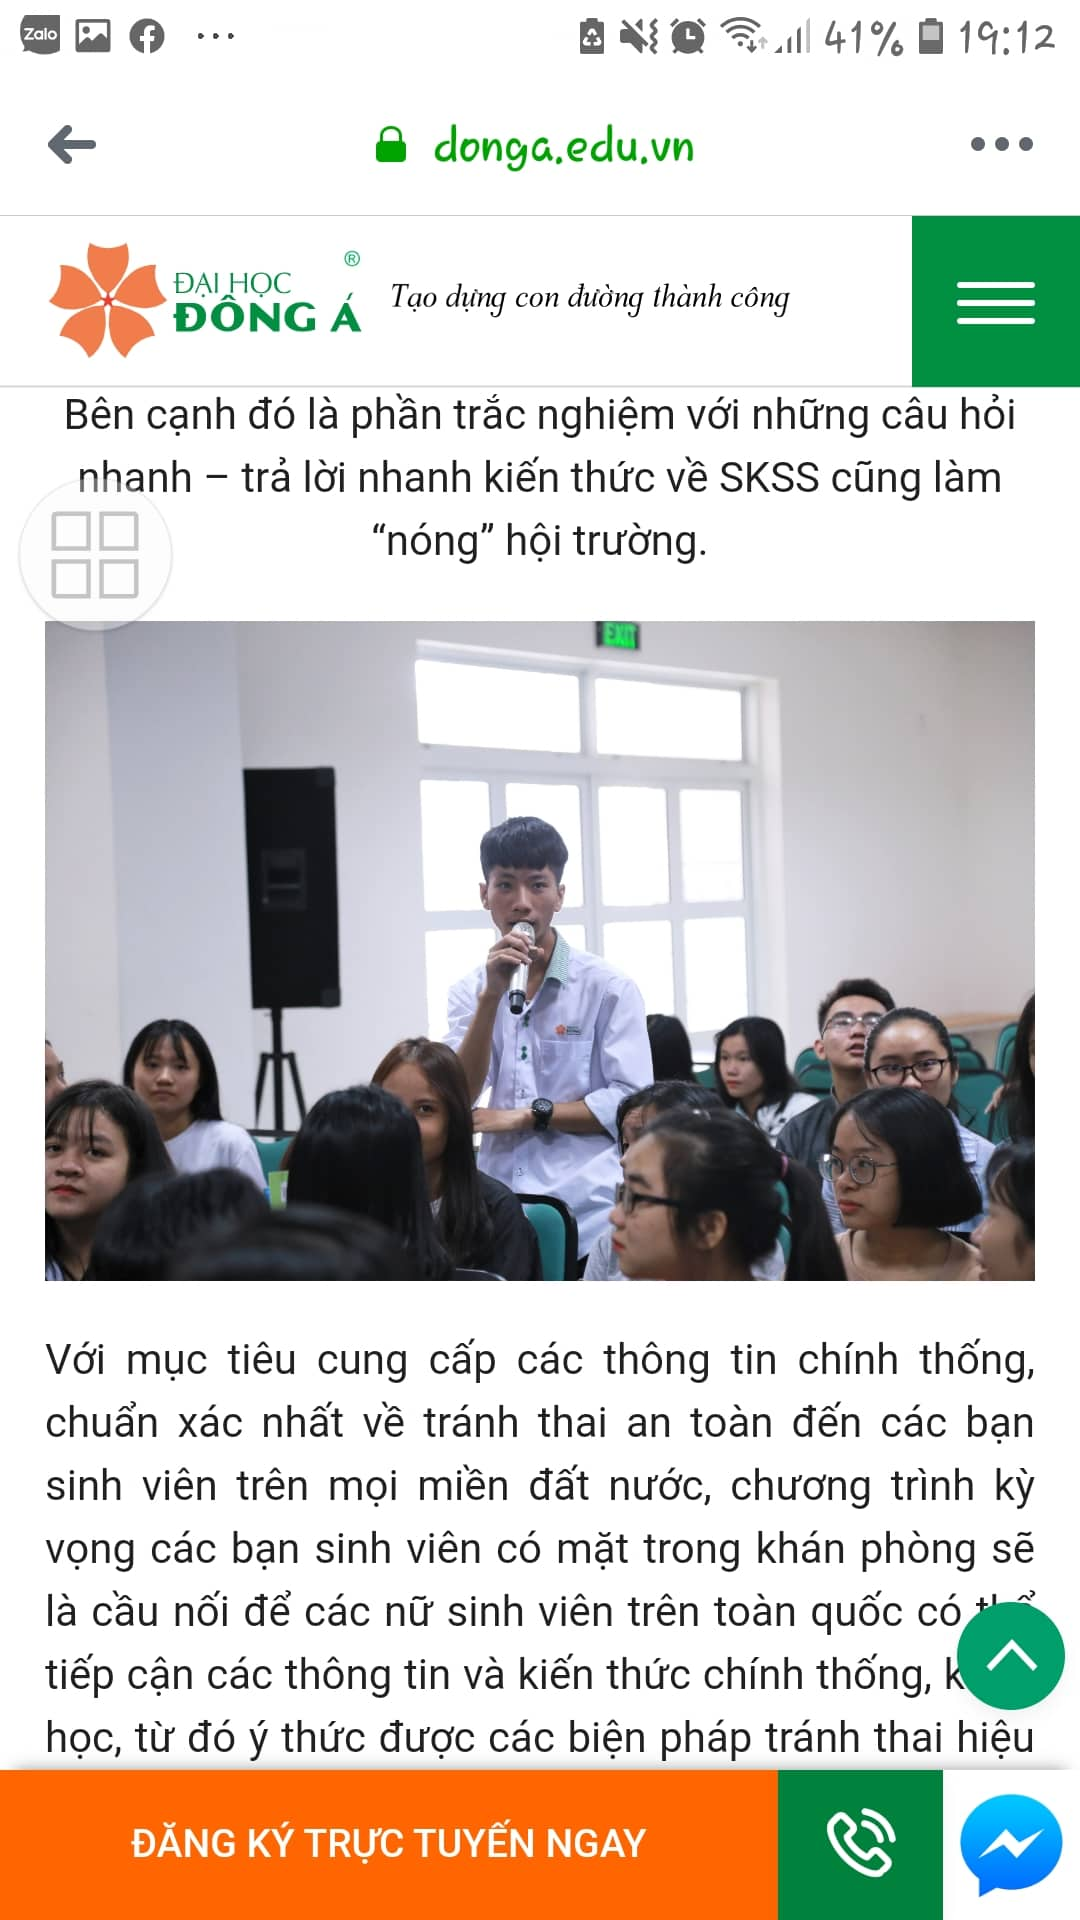 Zalo
41% 19:12
donga.edu.vn
ĐẠI HỌC
ĐÔNG Á ®
Tạo dựng con đường thành công
Bên cạnh đó là phần trắc nghiệm với những câu hỏi
nhanh – trả lời nhanh kiến thức về SKSS cũng làm
“nóng” hội trường.
EXIT
Với mục tiêu cung cấp các thông tin chính thống,
chuẩn xác nhất về tránh thai an toàn đến các bạn
sinh viên trên mọi miền đất nước, chương trình kỳ
vọng các bạn sinh viên có mặt trong khán phòng sẽ
là cầu nối để các nữ sinh viên trên toàn quốc có thể
tiếp cận các thông tin và kiến thức chính thống,
học, từ đó ý thức được các biện pháp tránh thai hiệu
ĐĂNG KÝ TRỰC TUYẾN NGAY